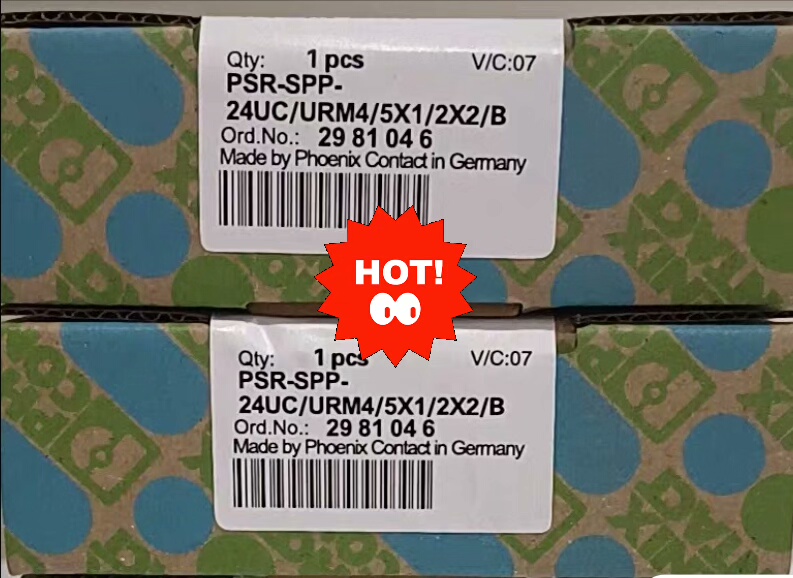 Qty: 1 pcs V/C:07
PSR-SPP-
24UC/URM4/5X1/2X2/B
Ord.No.: 29 81 04 6
Made by Phoenix Contact in Germany
HOT!
Qty: 1 pcs V/C:07
PSR-SPP-
24UC/URM4/5X1/2X2/B
Ord.No.: 29 81 04 6
Made by Phoenix Contact in Germany